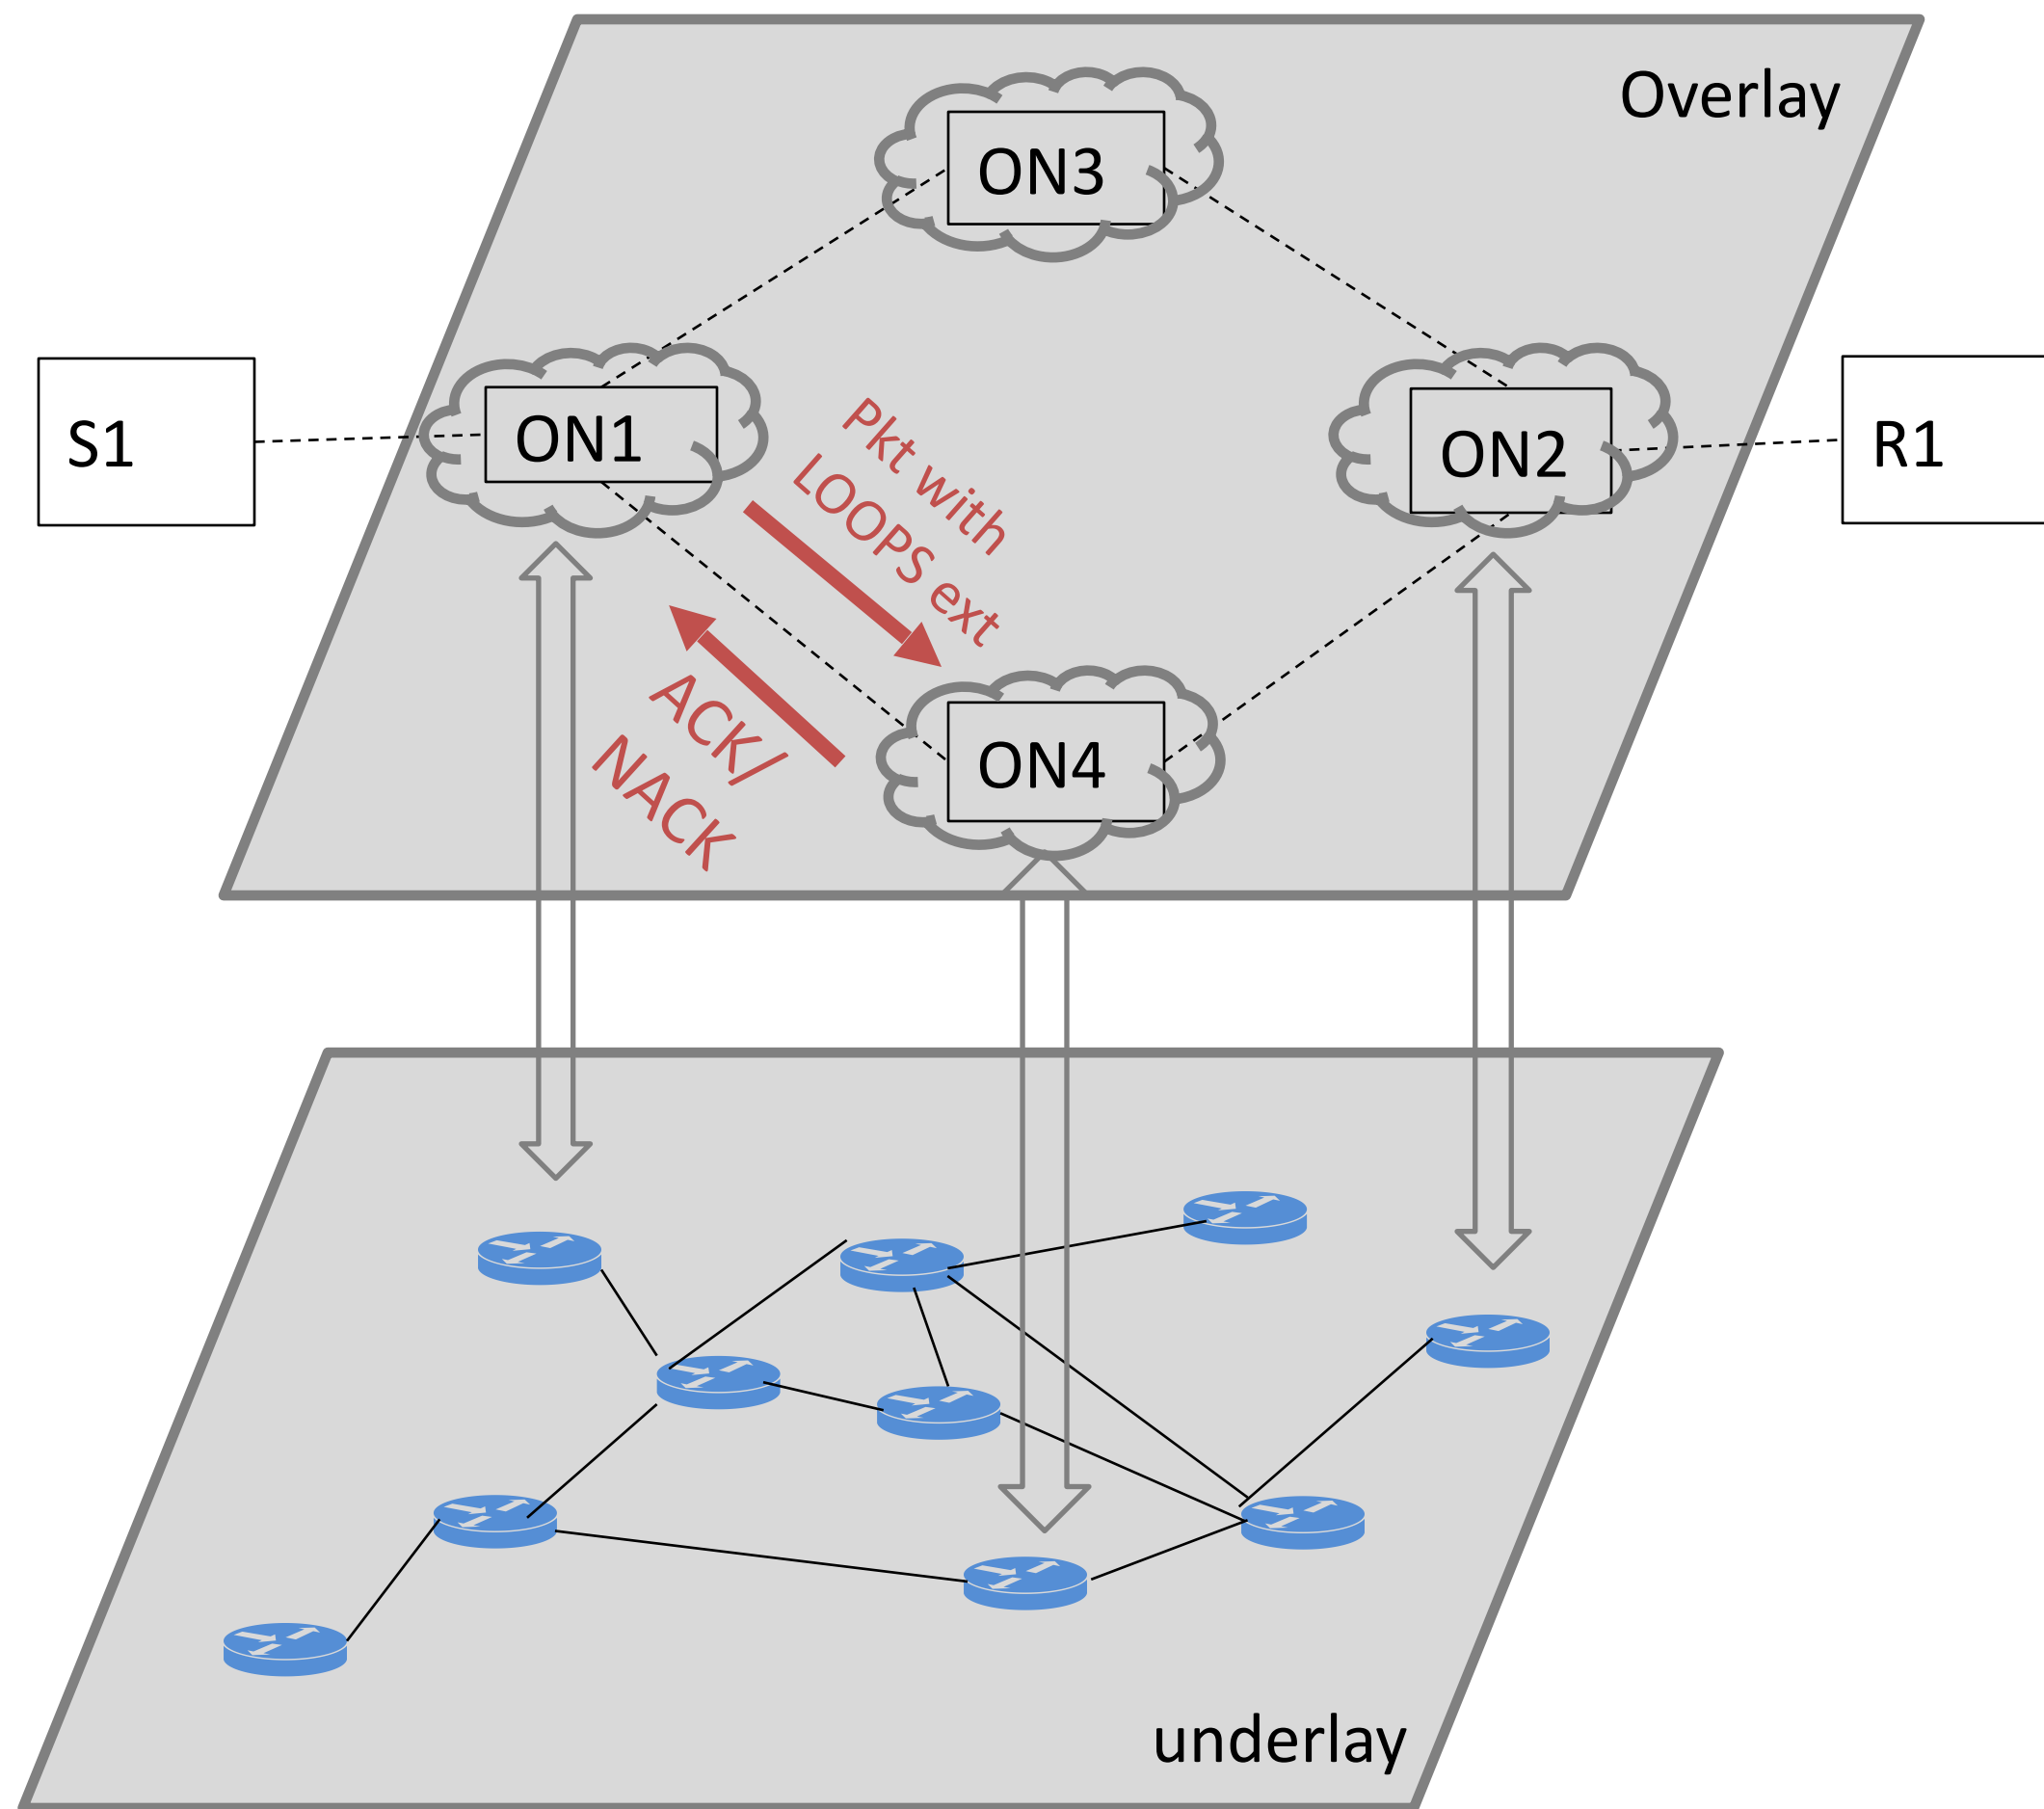 Overlay
ON3
S1
ON1
ON2
R1
Pkt with
LOOPS ext
ACK/
NACK
ON4
underlay